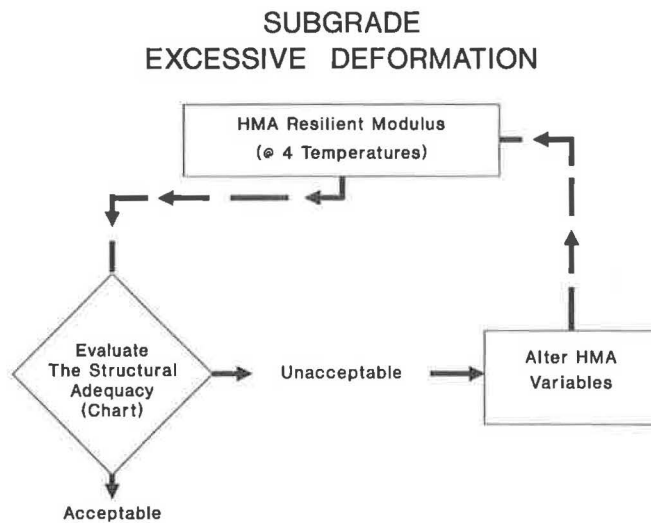 SUBGRADE
EXCESSIVE DEFORMATION
HMA Resilient Modulus
(@ 4 Temperatures)
Evaluate
The Structural
Adequacy
(Chart)
Unacceptable
Alter HMA
Variables
Acceptable